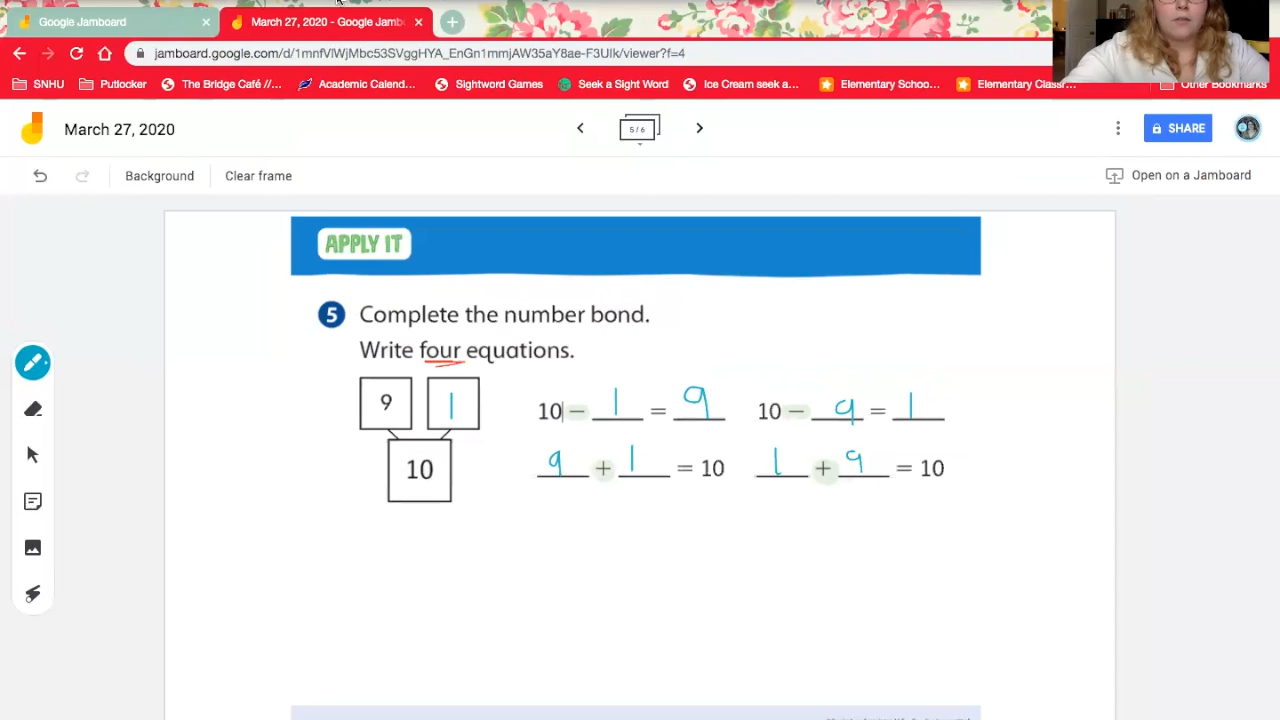 Google Jamboard
March 27, 2020 - Google Jamb
jamboard.google.com/d/1mnfVlWjMbc53SVggHYA_EnGn1mmjAW35aY8ae-F3UIk/viewer?f=4
SNHU Putlocker The Bridge Café //... Academic Calend... Sightword Games Seek a Sight Word Ice Cream seek a... Elementary Schoo... Elementary Classr... Other Bookmarks
March 27, 2020
5 / 6
SHARE
Background Clear frame Open on a Jamboard
APPLY IT
5 Complete the number bond.
Write four equations.
9 1
10
10 − 1 = 9 10 − 9 = 1
9 + 1 = 10 1 + 9 = 10